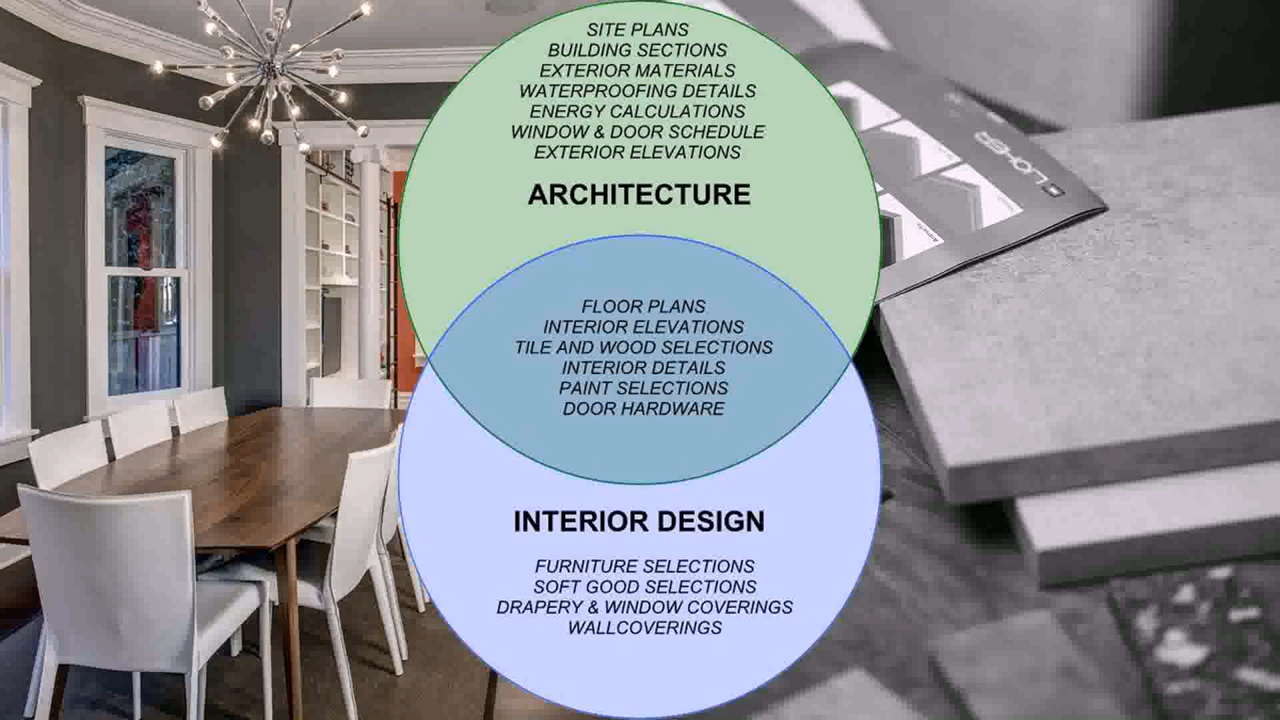 SITE PLANS
BUILDING SECTIONS
EXTERIOR MATERIALS
WATERPROOFING DETAILS
ENERGY CALCULATIONS
WINDOW & DOOR SCHEDULE
EXTERIOR ELEVATIONS
ARCHITECTURE
FLOOR PLANS
INTERIOR ELEVATIONS
TILE AND WOOD SELECTIONS
INTERIOR DETAILS
PAINT SELECTIONS
DOOR HARDWARE
INTERIOR DESIGN
FURNITURE SELECTIONS
SOFT GOOD SELECTIONS
DRAPERY & WINDOW COVERINGS
WALLCOVERINGS